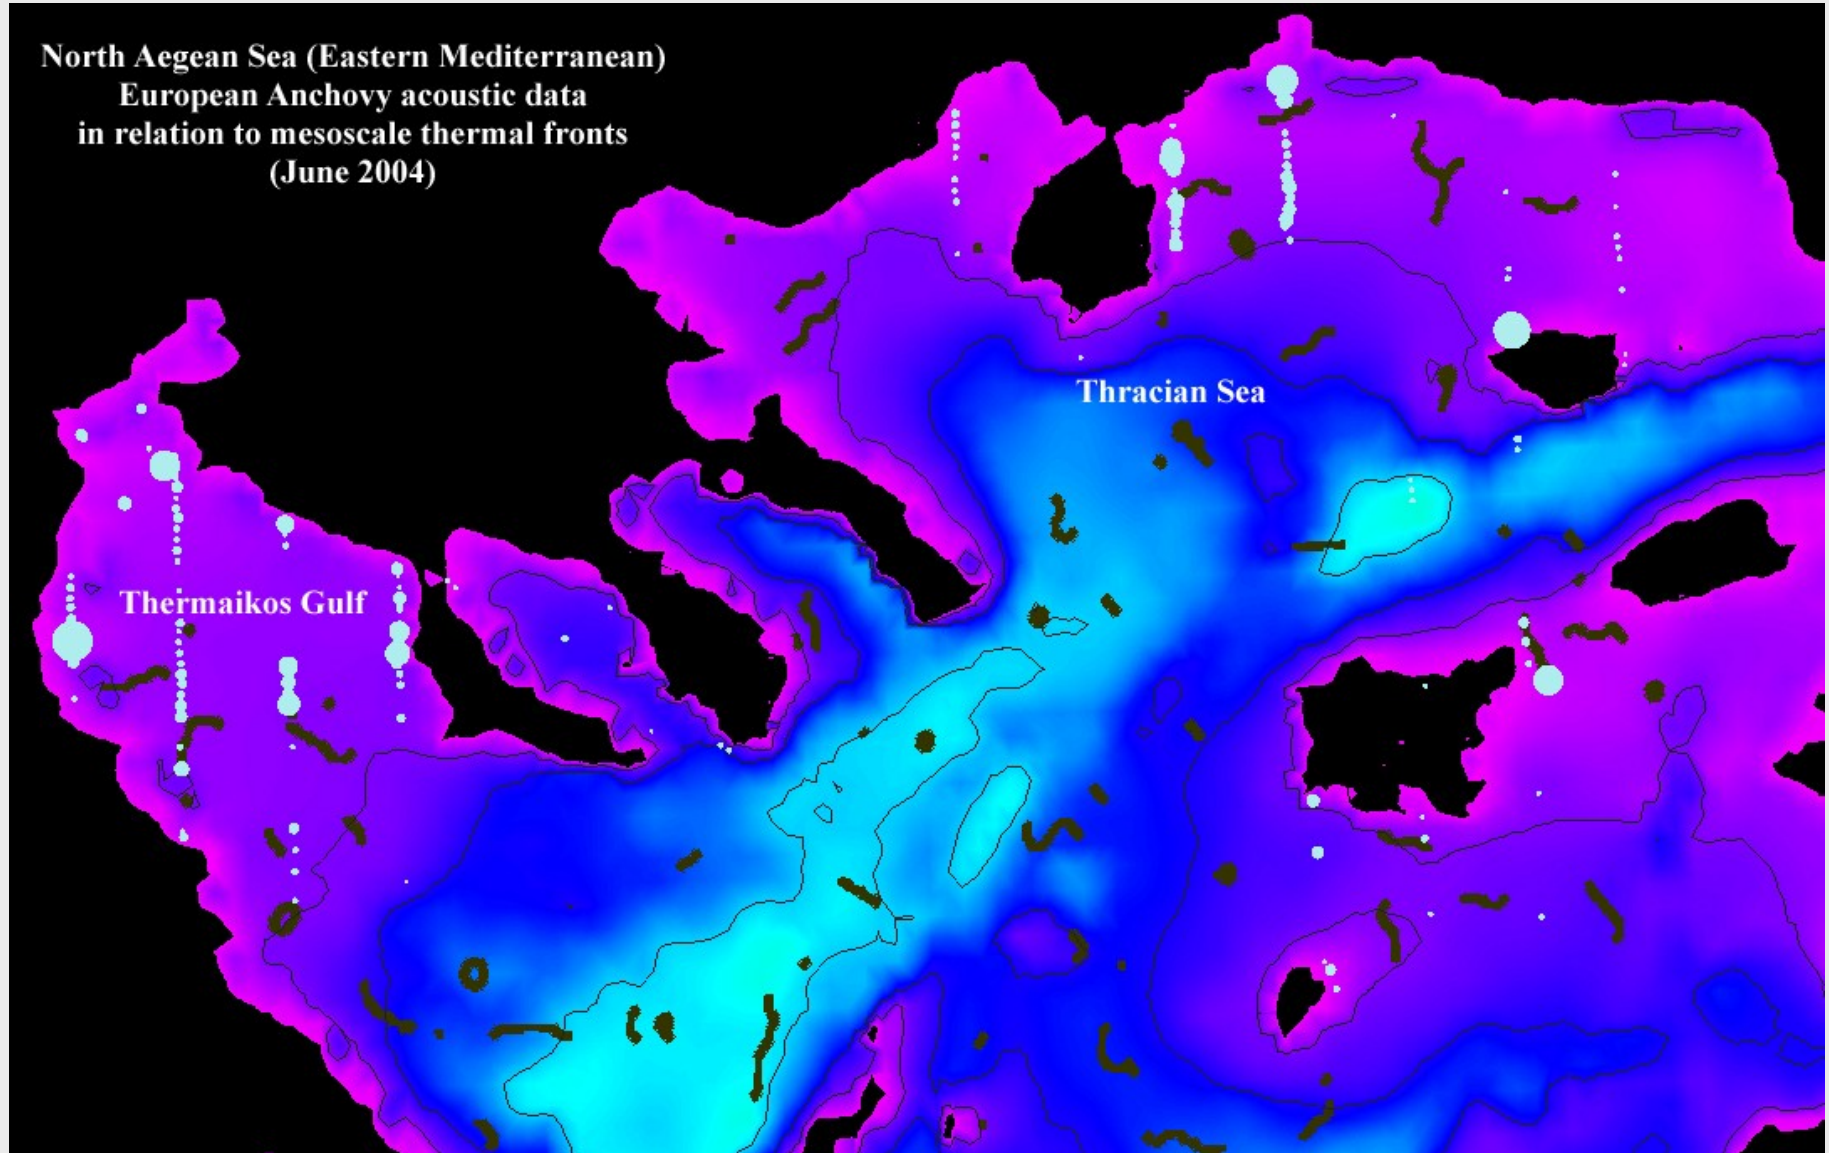 North Aegean Sea (Eastern Mediterranean)
European Anchovy acoustic data
in relation to mesoscale thermal fronts
(June 2004)
Thracian Sea
Thermaikos Gulf